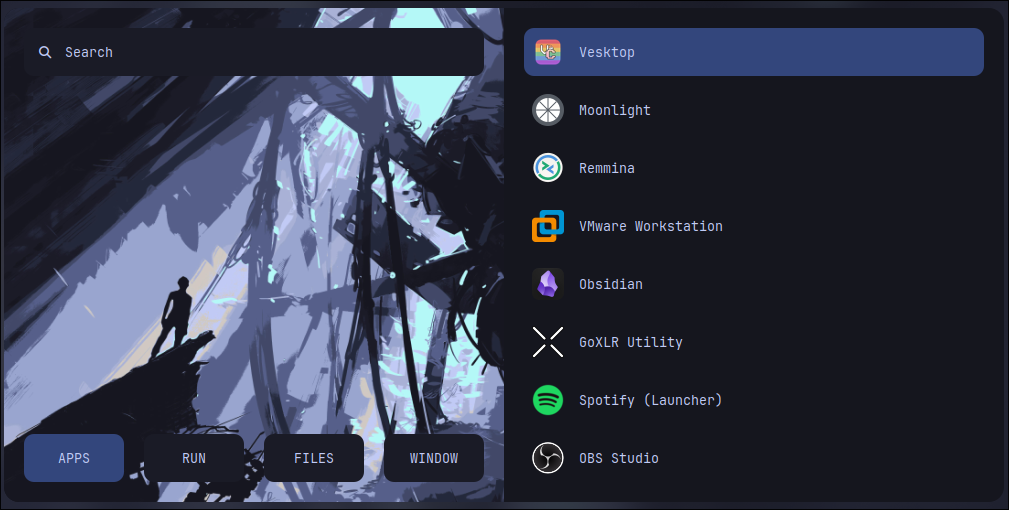 Search
APPS
RUN
FILES
WINDOW
Vesktop
Moonlight
Remmina
VMware Workstation
Obsidian
GoXLR Utility
Spotify (Launcher)
OBS Studio